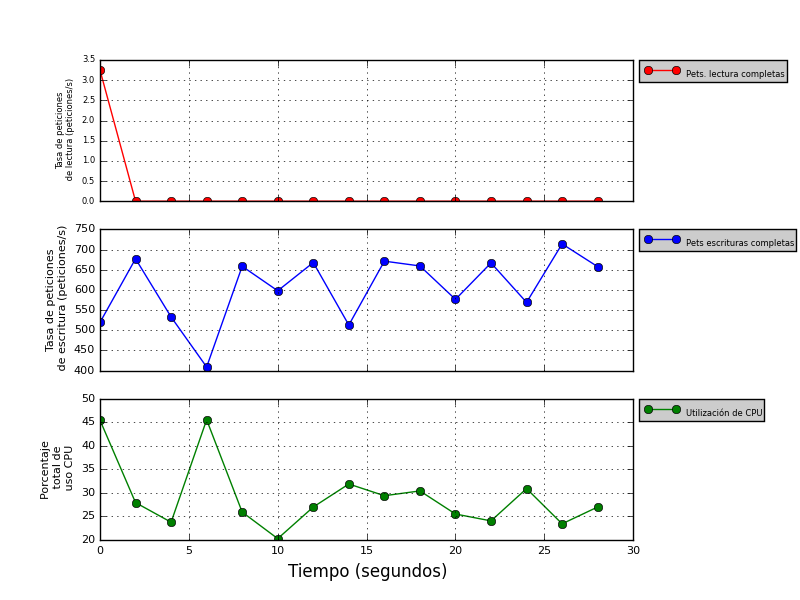 3.5
3.0
2.5
2.0
1.5
1.0
0.5
0.0
Tasa de peticiones
de lectura (peticiones/s)
Pets. lectura completas
750
700
650
600
550
500
450
400
Tasa de peticiones
de escritura (peticiones/s)
Pets escrituras completas
50
45
40
35
30
25
20
Porcentaje
total de
uso CPU
Utilización de CPU
0 5 10 15 20 25 30
Tiempo (segundos)